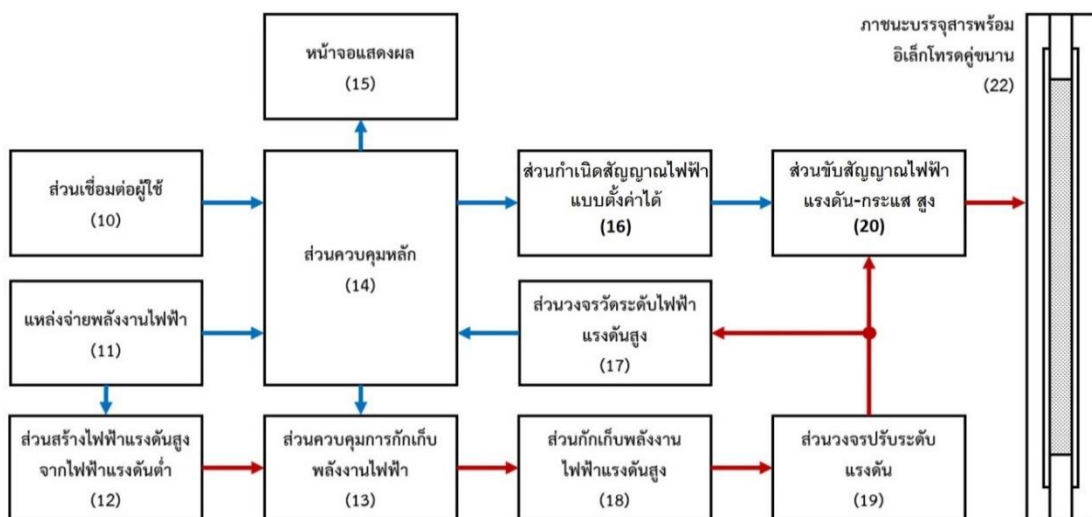 หน้าจอแสดงผล
(15)
ภาชนะบรรจุสารพร้อม
อิเล็กโทรดคู่ขนาน
(22)
ส่วนเชื่อมต่อผู้ใช้
(10)
ส่วนควบคุมหลัก
(14)
ส่วนกำเนิดสัญญาณไฟฟ้า
แบบตั้งค่าได้
(16)
ส่วนขับสัญญาณไฟฟ้า
แรงดัน-กระแส สูง
(20)
แหล่งจ่ายพลังงานไฟฟ้า
(11)
ส่วนวงจรวัดระดับไฟฟ้า
แรงดันสูง
(17)
ส่วนสร้างไฟฟ้าแรงดันสูง
จากไฟฟ้าแรงดันต่ำ
(12)
ส่วนควบคุมการกักเก็บ
พลังงานไฟฟ้า
(13)
ส่วนกักเก็บพลังงาน
ไฟฟ้าแรงดันสูง
(18)
ส่วนวงจรปรับระดับ
แรงดัน
(19)